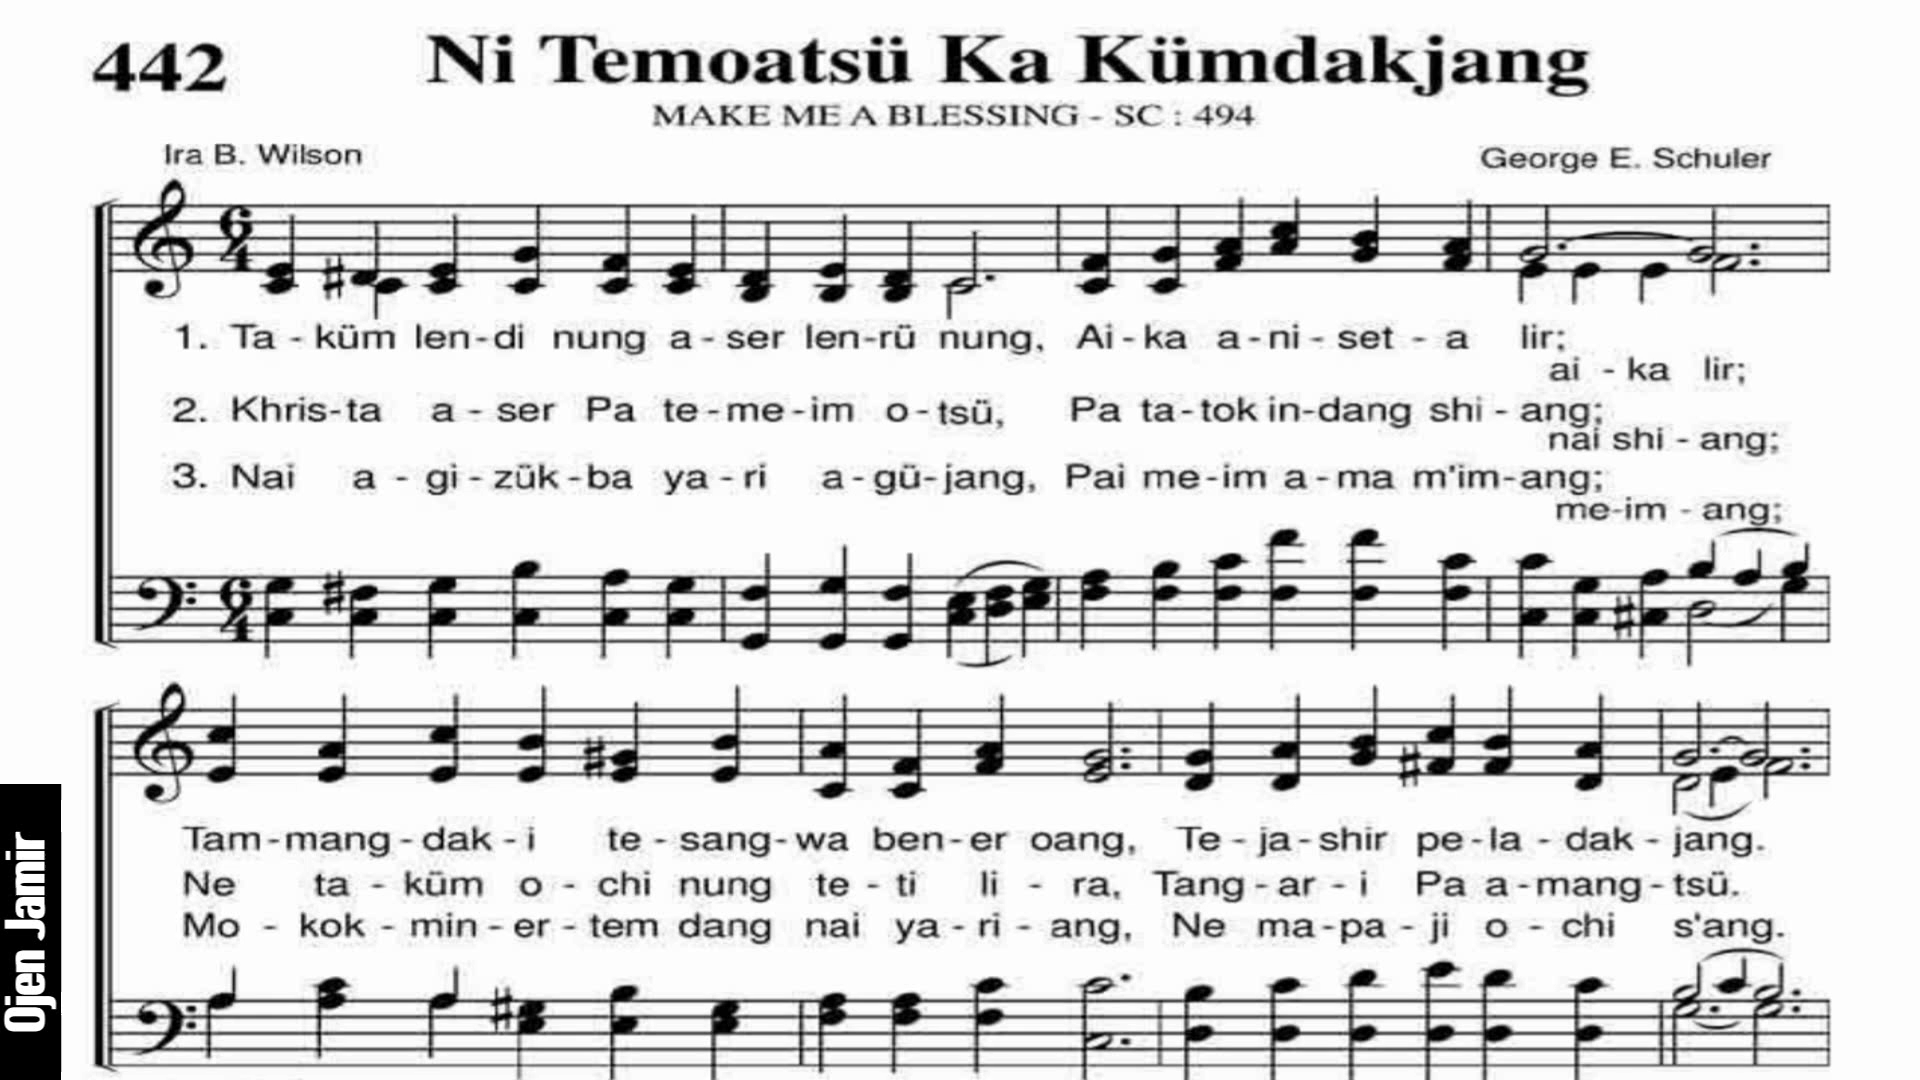 442 Ni Temoatsü Ka Kümdakjang
MAKE ME A BLESSING - SC : 494
Ira B. Wilson George E. Schuler
1. Ta - küm len - di nung a - ser len - rü nung, Ai - ka a - ni - set - a lir;
ai - ka lir;
2. Khris - ta a - ser Pa te - me - im o - tsü, Pa ta - tok in - dang shi - ang;
nai shi - ang;
3. Nai a - gi - zük - ba ya - ri a - gü - jang, Pai me - im a - ma m'im - ang;
me - im - ang;
Tam - mang - dak - i te - sang - wa ben - er oang, Te - ja - shir pe - la - dak - jang.
Ne ta - küm o - chi nung te - ti li - ra, Tang - ar - i Pa a - mang - tsü.
Mo - kok - min - er - tem dang nai ya - ri - ang, Ne ma - pa - ji o - chi s'ang.
Ojen Jamir